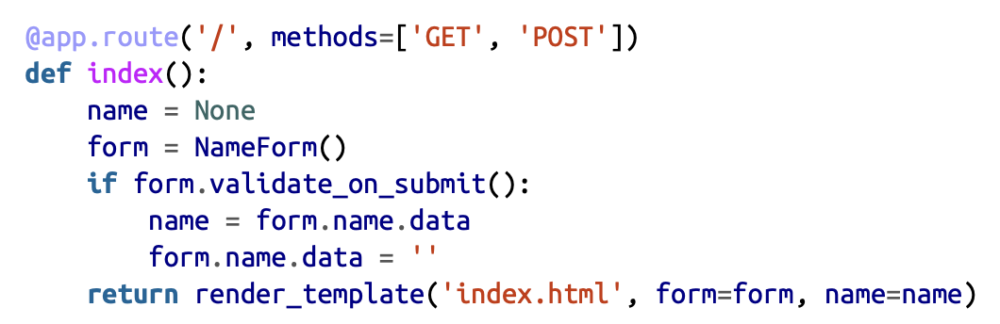 @app.route('/', methods=['GET', 'POST'])
def index():
    name = None
    form = NameForm()
    if form.validate_on_submit():
        name = form.name.data
        form.name.data = ''
    return render_template('index.html', form=form, name=name)